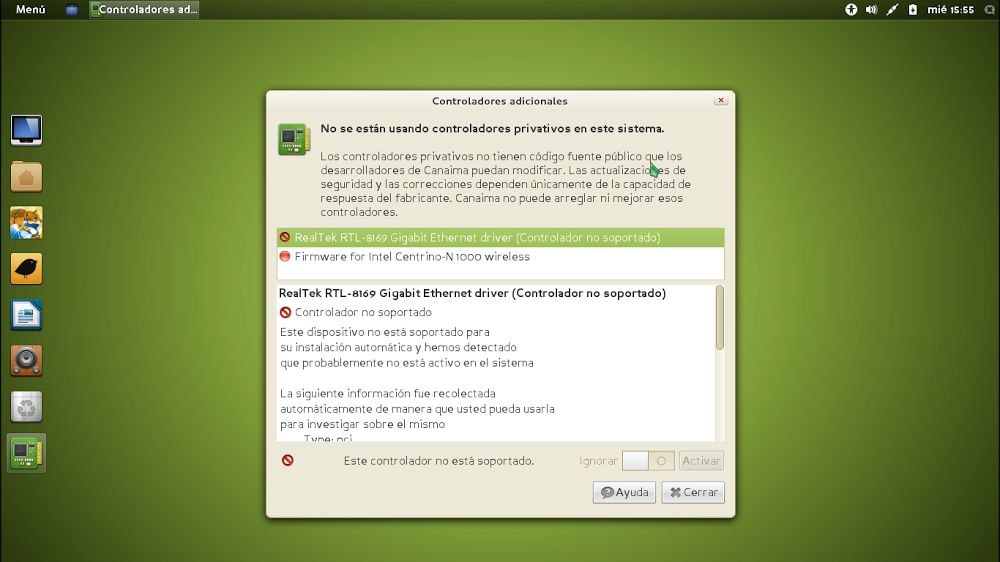 Menú
Controladores ad...
mié 15:55
Controladores adicionales
No se están usando controladores privativos en este sistema.
Los controladores privativos no tienen código fuente público que los
desarrolladores de Canaima puedan modificar. Las actualizaciones de
seguridad y las correcciones dependen únicamente de la capacidad de
respuesta del fabricante. Canaima no puede arreglar ni mejorar esos
controladores.
RealTek RTL-8169 Gigabit Ethernet driver (Controlador no soportado)
Firmware for Intel Centrino-N 1000 wireless
RealTek RTL-8169 Gigabit Ethernet driver (Controlador no soportado)
Controlador no soportado
Este dispositivo no está soportado para
su instalación automática y hemos detectado
que probablemente no está activo en el sistema
La siguiente información fue recolectada
automáticamente de manera que usted pueda usarla
para investigar sobre el mismo
Type: pci
Este controlador no está soportado.
Ignorar
Activar
Ayuda
Cerrar